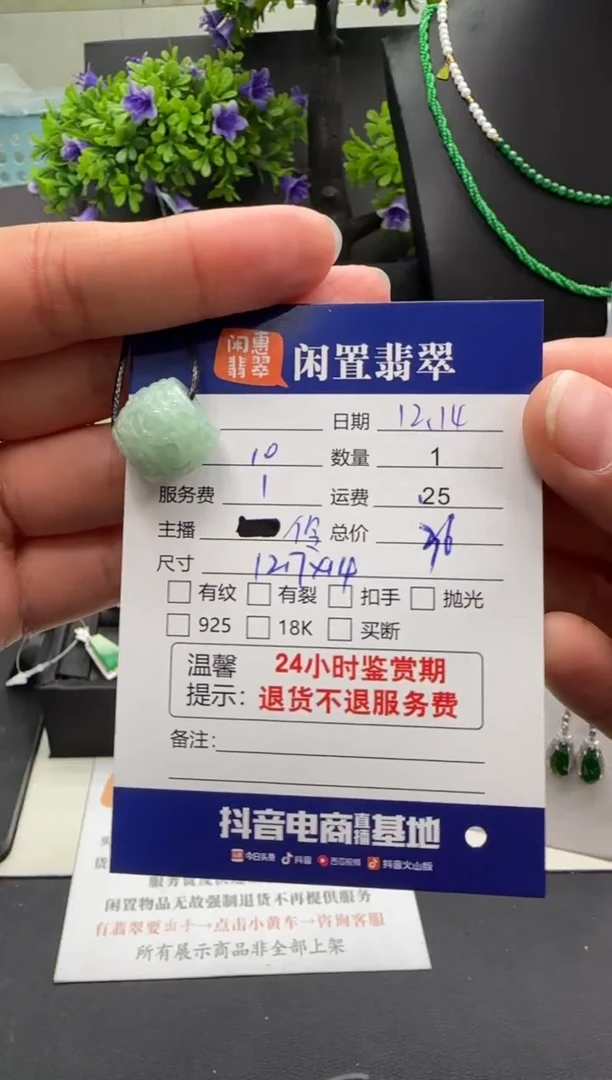 闲惠
翡翠
闲置翡翠
日期 12.14
10 数量 1
服务费 1 运费 25
主播 总价 36
尺寸 12.7×14
有纹 有裂 扣手 抛光
925 18K 买断
温馨 24小时鉴赏期
提示: 退货不退服务费
备注:
抖音电商直播基地
今日头条 抖音 西瓜视频 抖音火山版
闲置物品无故强制退货不再提供服务
有翡翠要出手→点击小黄车→咨询客服
所有展示商品非全部上架